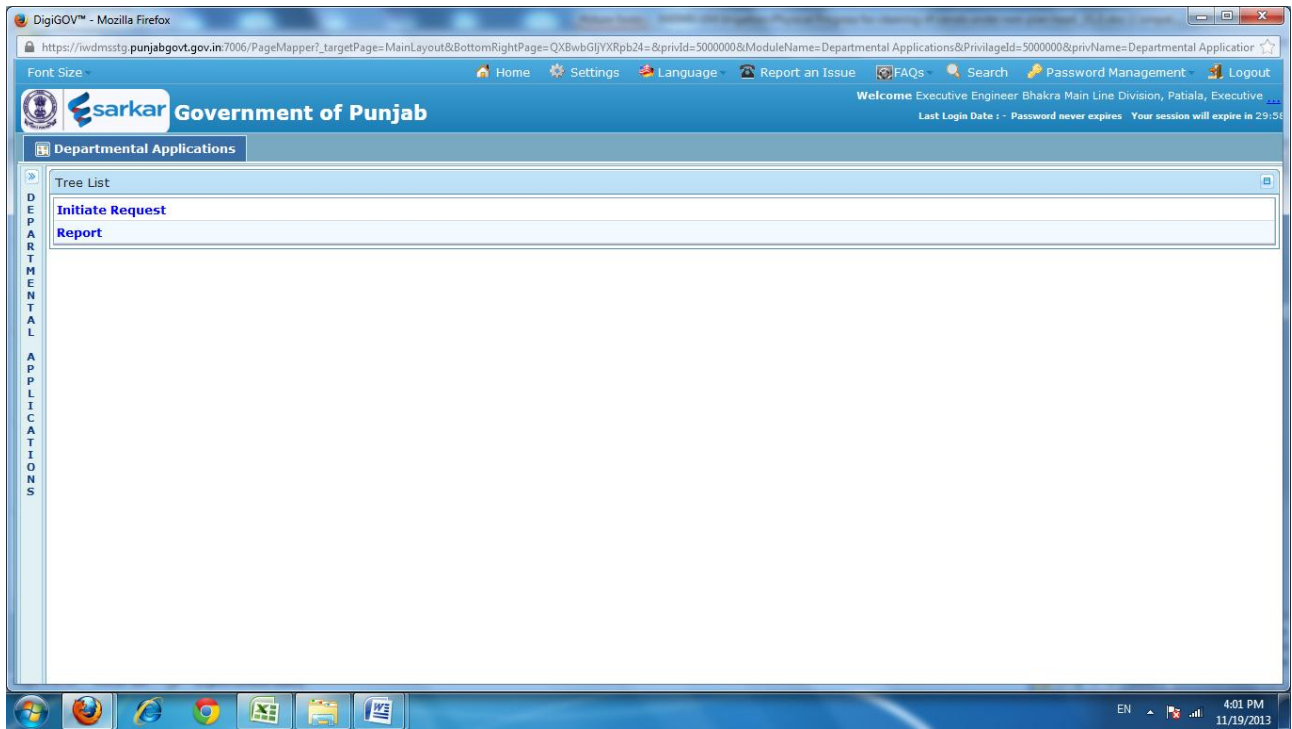 DigiGOV™ - Mozilla Firefox
https://iwdmsstg.punjabgovt.gov.in:7006/PageMapper?_targetPage=MainLayout&BottomRightPage=QXBwbGljYXRpb24=&privId=5000000&ModuleName=Departmental Applications&PrivilageId=5000000&privName=Departmental Applicatior
Font Size Home Settings Language Report an Issue FAQs Search Password Management Logout
Welcome Executive Engineer Bhakra Main Line Division, Patiala, Executive ...
esarkar Government of Punjab
Last Login Date : - Password never expires Your session will expire in 29:58
Departmental Applications
Tree List
Initiate Request
Report
DEPARTMENTAL APPLICATIONS
EN
4:01 PM
11/19/2013